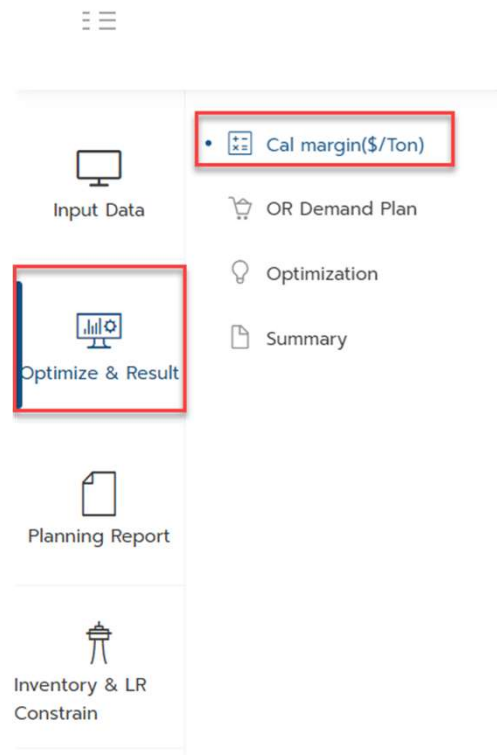 Input Data
Optimize & Result
Planning Report
Inventory & LR
Constrain
Cal margin($/Ton)
OR Demand Plan
Optimization
Summary